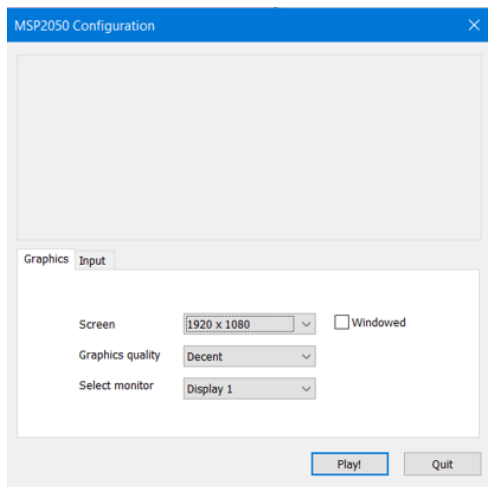 MSP2050 Configuration
Graphics Input
Screen 1920 x 1080 Windowed
Graphics quality Decent
Select monitor Display 1
Play! Quit